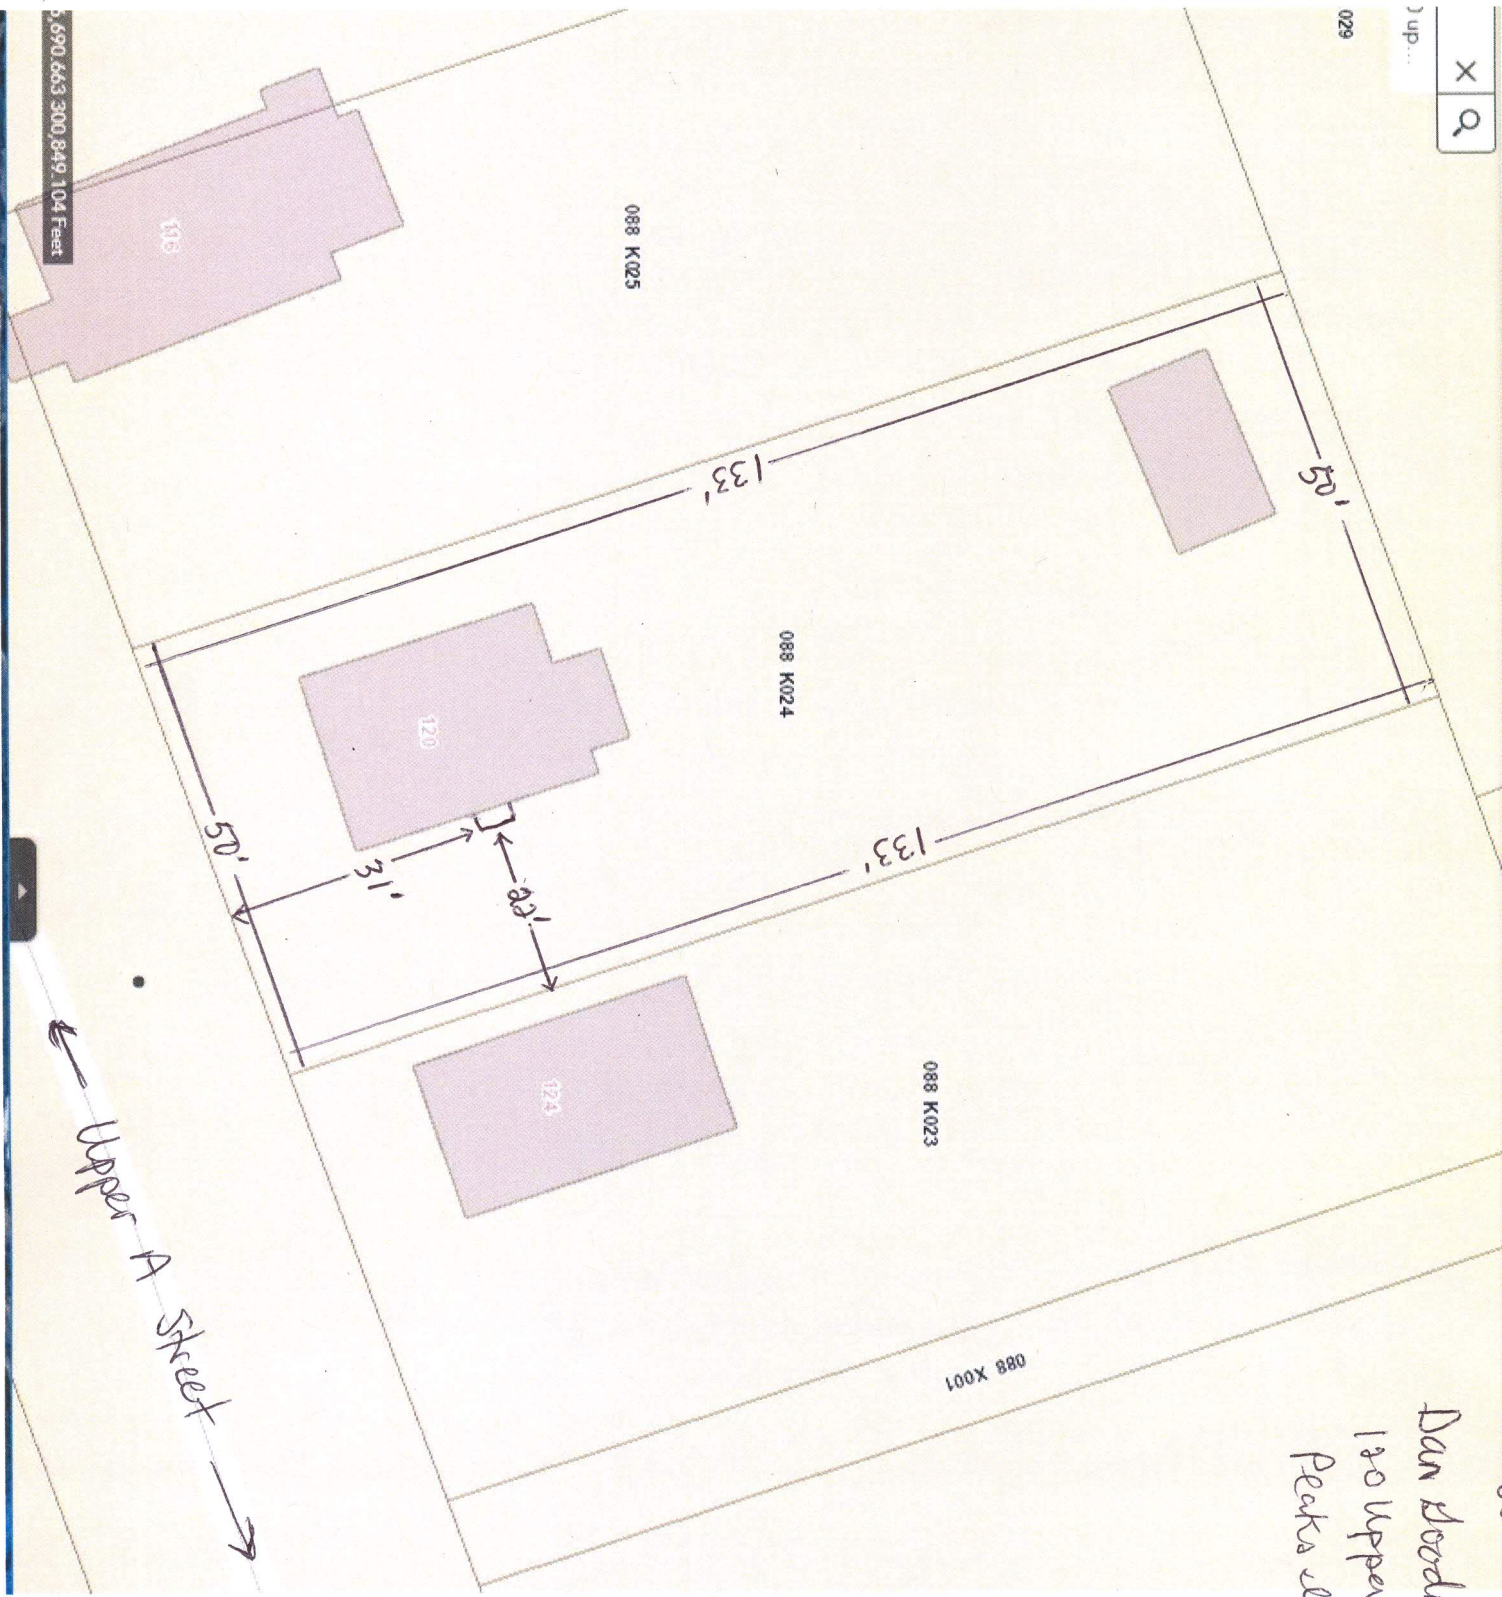 029
up...
6,690.663 300,849.104 Feet
Dan
120 Upper
Peaks
088 K025
088 K024
088 K023
088 X001
116
120
124
50'
133'
133'
50'
31'
22'
Upper A Street